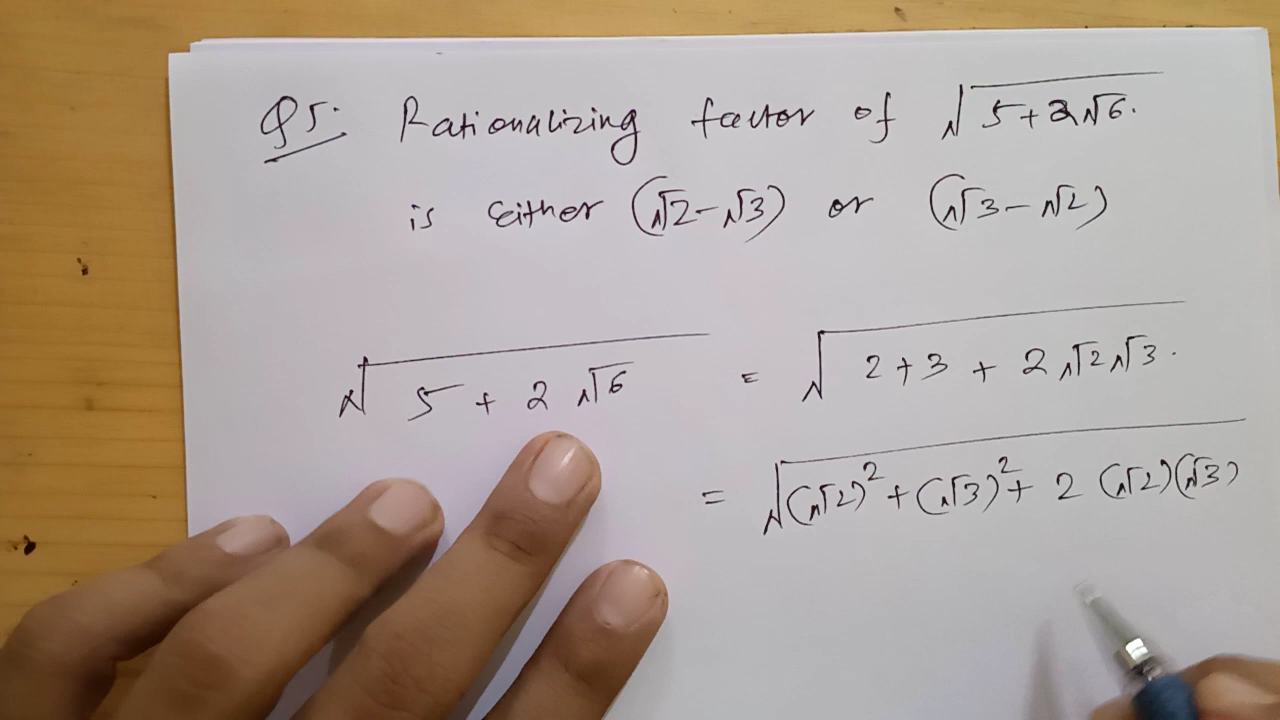 Q5. Rationalizing factor of √(5+2√6).
is either (√2-√3) or (√3-√2)
√(5+2√6) = √(2+3+2√2√3).
= √((√2)²+(√3)²+2(√2)(√3))